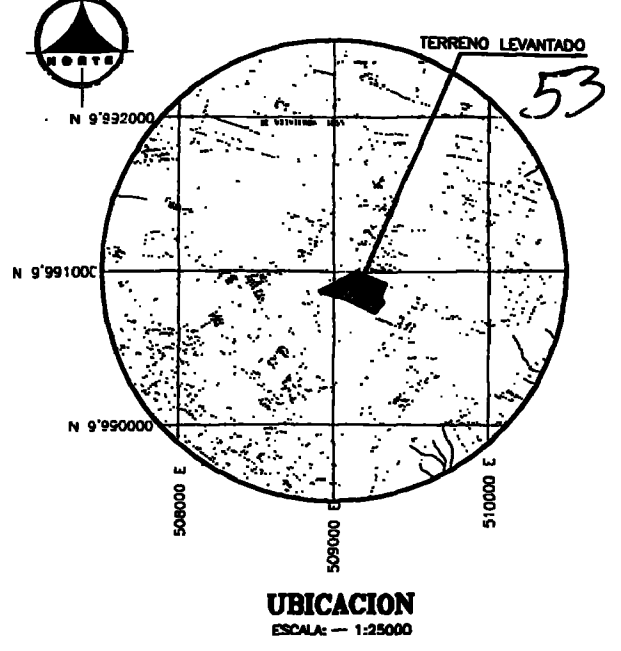 NORTE
TERRENO LEVANTADO
53
N 9'992000
N 9'991000
N 9'990000
508000 E
509000 E
510000 E
UBICACION
ESCALA: — 1:25000